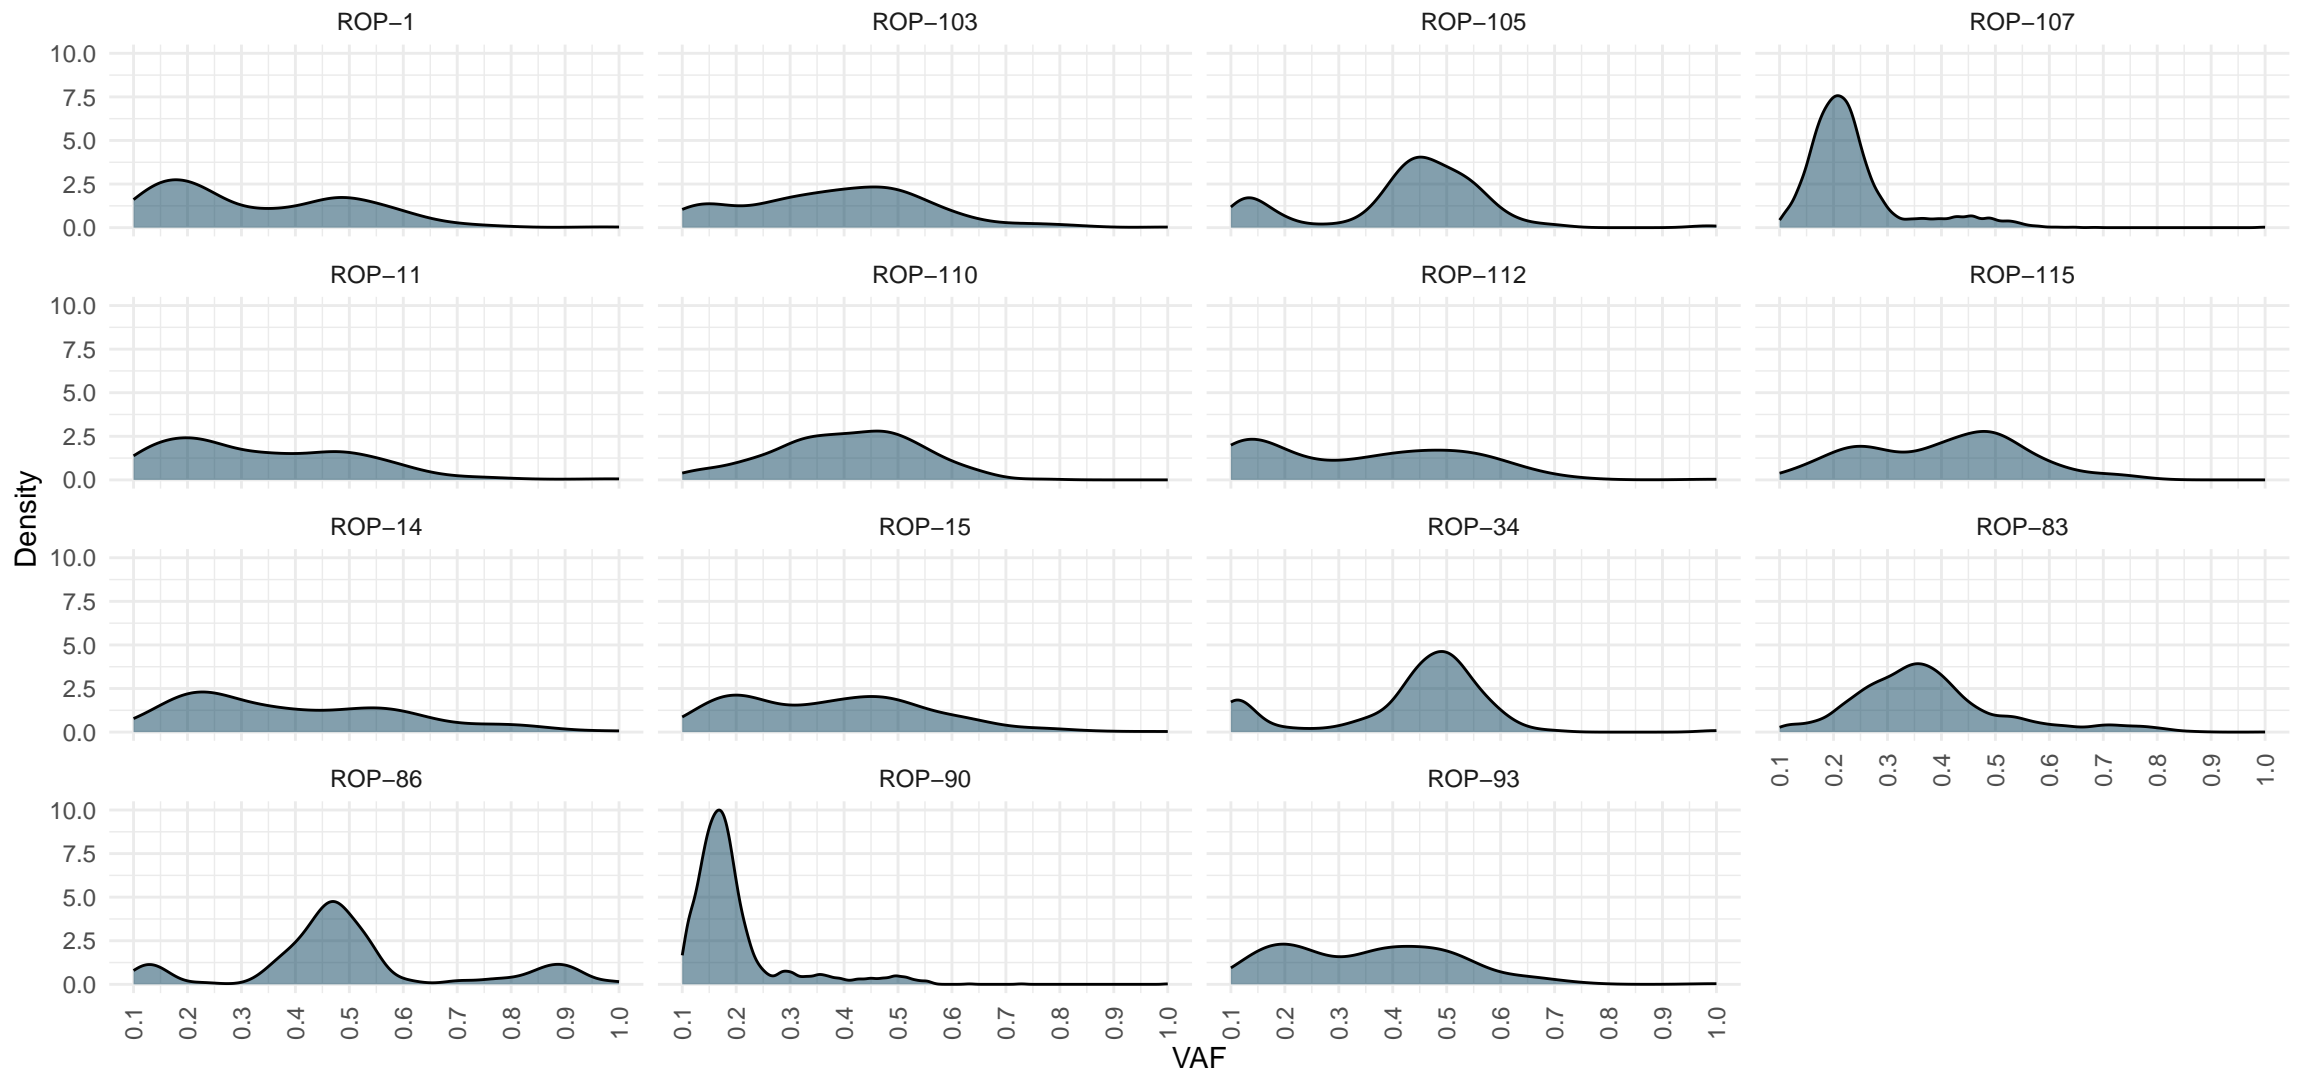 ROP−1 ROP−103 ROP−105 ROP−107
10.0
7.5
5.0
2.5
0.0
ROP−11 ROP−110 ROP−112 ROP−115
10.0
7.5
5.0
2.5
0.0
Density
ROP−14 ROP−15 ROP−34 ROP−83
10.0
7.5
5.0
2.5
0.0
0.1 0.2 0.3 0.4 0.5 0.6 0.7 0.8 0.9 1.0
ROP−86 ROP−90 ROP−93
10.0
7.5
5.0
2.5
0.0
0.1 0.2 0.3 0.4 0.5 0.6 0.7 0.8 0.9 1.0 0.1 0.2 0.3 0.4 0.5 0.6 0.7 0.8 0.9 1.0 0.1 0.2 0.3 0.4 0.5 0.6 0.7 0.8 0.9 1.0
VAF